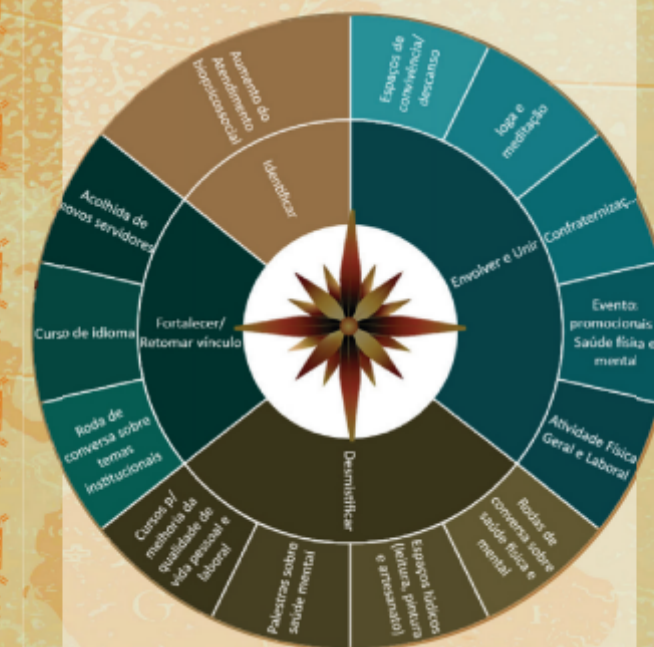 Espaços de
convivência/
descanso
Ioga e
meditação
Confraternizaç...
Evento:
promocionais
Saúde física e
mental
Atividade Física
Geral e Laboral
Envolver e Unir
Rodas de
conversa sobre
saúde física e
mental
Espaços lúdicos
(leitura, pintura
e artesanato)
Palestras sobre
saúde mental
Cursos p/
melhoria da
qualidade de
vida pessoal e
laboral
Desmistificar
Roda de
conversa sobre
temas
institucionais
Curso de idioma
Acolhida de
novos servidores
Fortalecer/
Retomar vínculo
Aumento do
Atendimento
biopsicossocial
Identificar